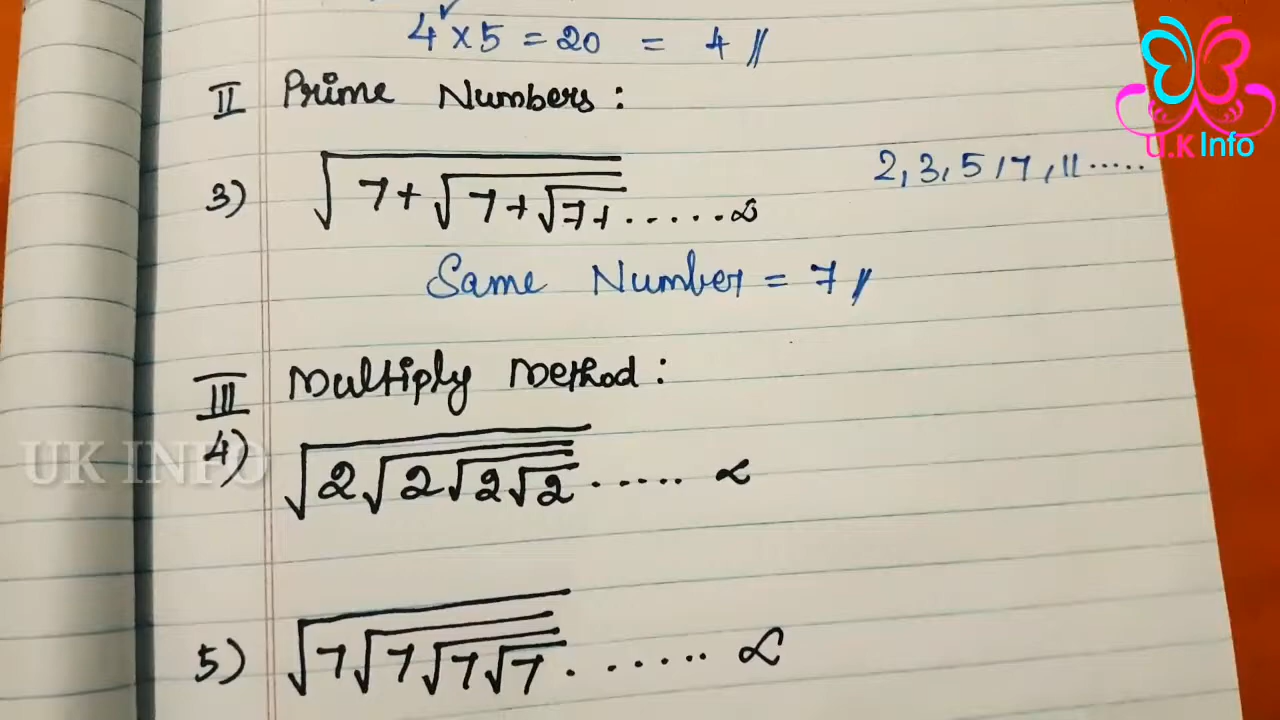 4 × 5 = 20 = 4 //
II Prime Numbers :
2, 3, 5, 7, 11 .....
3) √7+√7+√7+ ...... ∞
Same Number = 7 //
III Multiply Method :
4) √2√2√2√2 ..... ∝
5) √7√7√7√7 ....... ∝
U.K Info
UK INFO